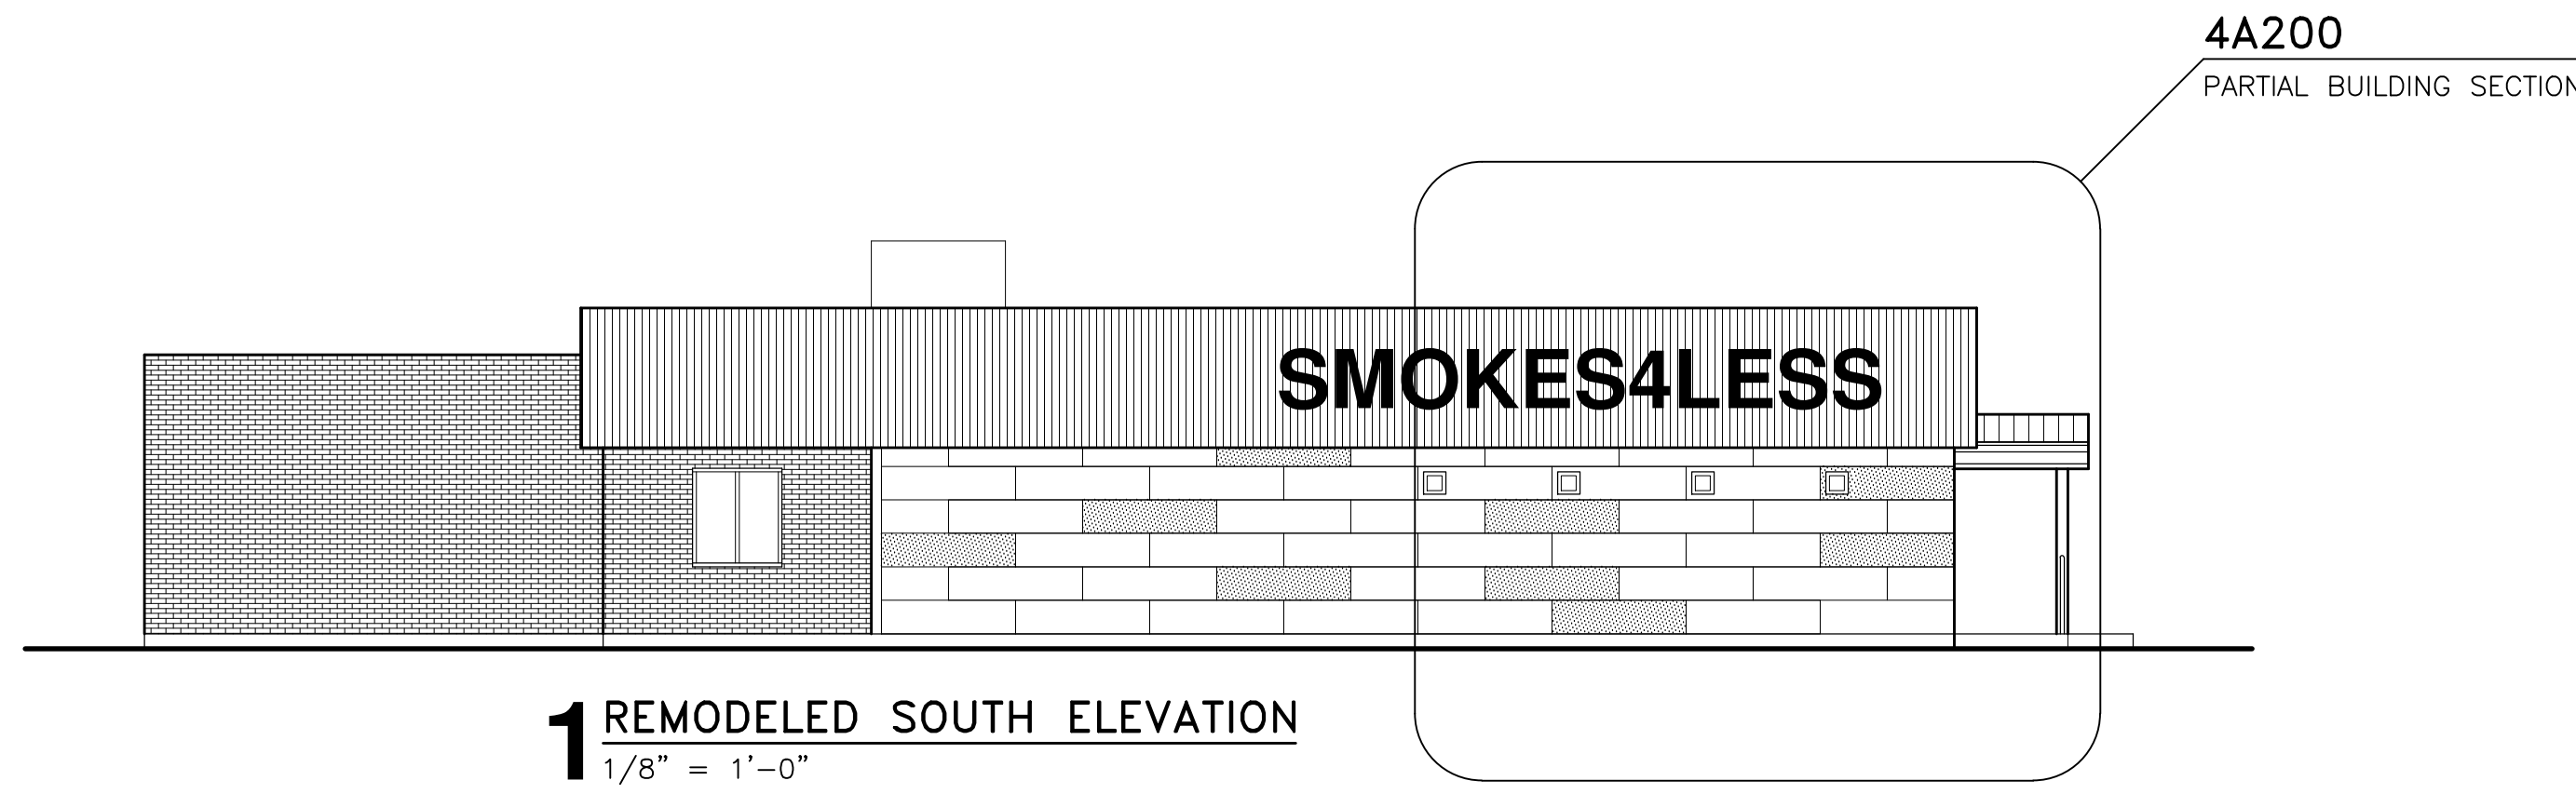 4A200
PARTIAL BUILDING SECTION
SMOKES4LESS
1 REMODELED SOUTH ELEVATION
1/8" = 1'-0"